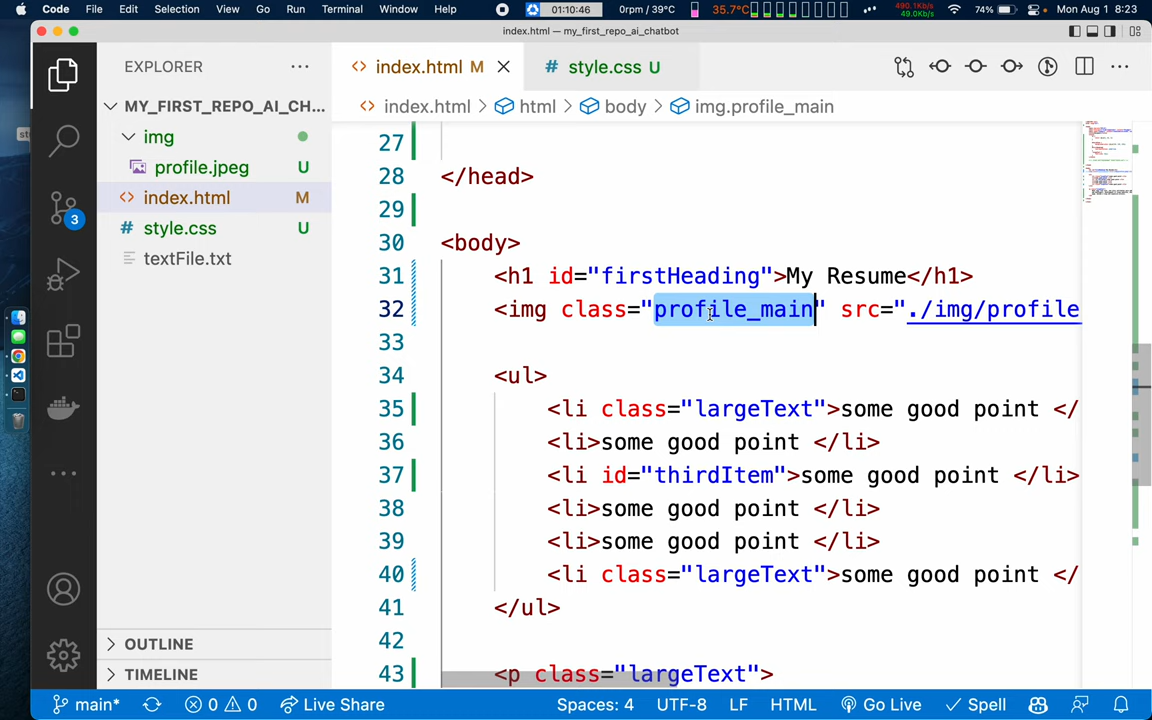 Code File Edit Selection View Go Run Terminal Window Help 01:10:46 0rpm / 39°C 35.7°C 490.1Kb/s 49.0Kb/s 74% Mon Aug 1 8:23
index.html — my_first_repo_ai_chatbot
EXPLORER
index.html M
# style.css U
MY_FIRST_REPO_AI_CH...
index.html > html > body > img.profile_main
img
profile.jpeg U
index.html M
# style.css U
textFile.txt
3
27
28 </head>
29
30 <body>
31 <h1 id="firstHeading">My Resume</h1>
32 <img class="profile_main" src="./img/profile
33
34 <ul>
35 <li class="largeText">some good point </
36 <li>some good point </li>
37 <li id="thirdItem">some good point </li>
38 <li>some good point </li>
39 <li>some good point </li>
40 <li class="largeText">some good point </
41 </ul>
42
43 <p class="largeText">
OUTLINE
TIMELINE
main* 0 0 Live Share Spaces: 4 UTF-8 LF HTML Go Live Spell